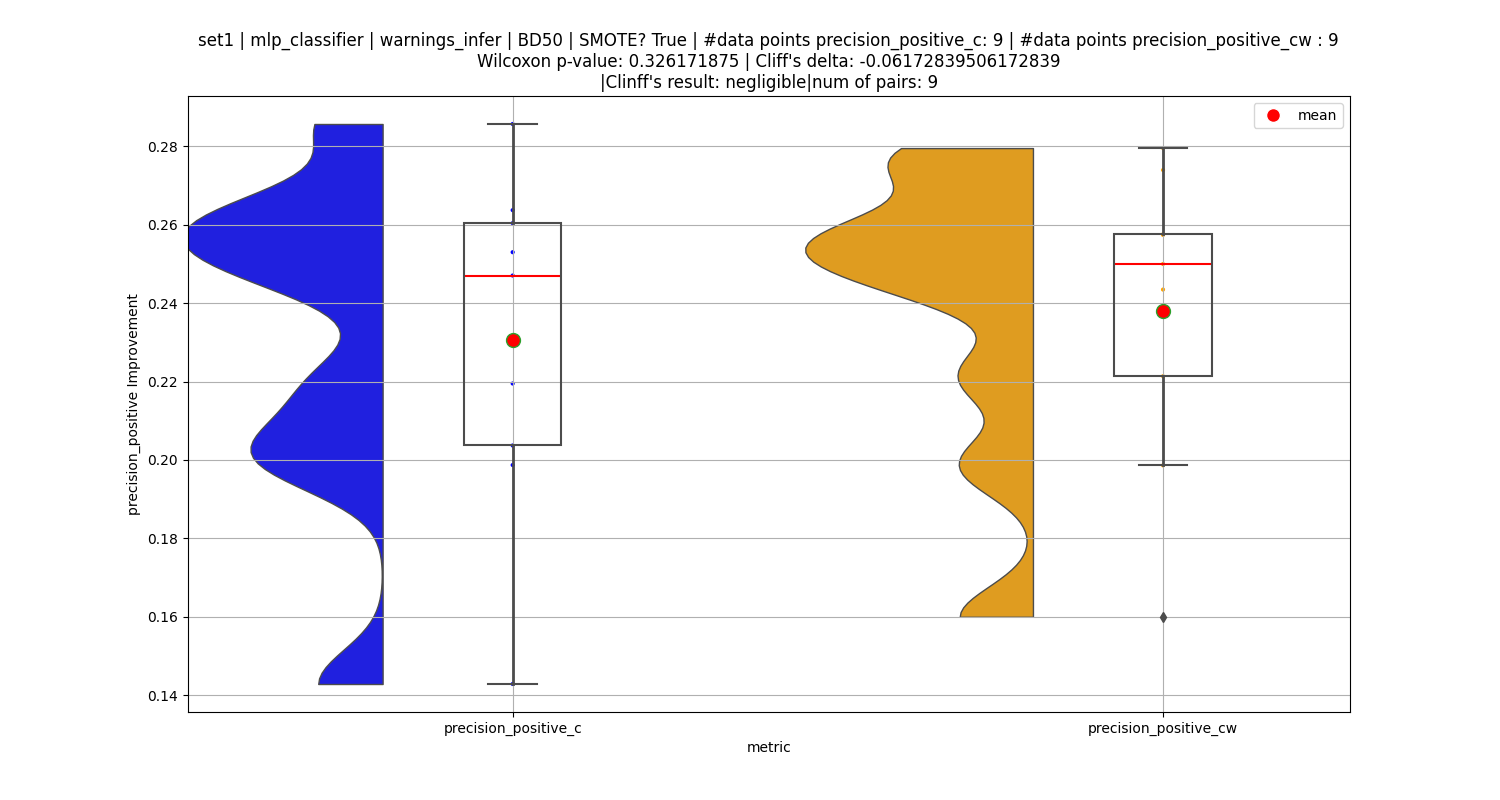 set1 | mlp_classifier | warnings_infer | BD50 | SMOTE? True | #data points precision_positive_c: 9 | #data points precision_positive_cw : 9
Wilcoxon p-value: 0.326171875 | Cliff's delta: -0.06172839506172839
|Clinff's result: negligible|num of pairs: 9
mean
0.28
0.26
0.24
0.22
0.20
0.18
0.16
0.14
precision_positive Improvement
precision_positive_c
precision_positive_cw
metric